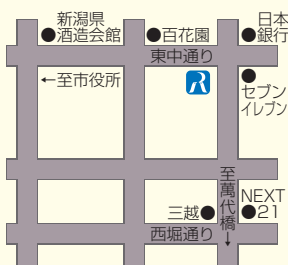 新潟県
●酒造会館
●百花園
日本
●銀行
東中通り
←至市役所
R
●
セブン
イレブン
至萬代橋→
NEXT
●21
三越●
西堀通り